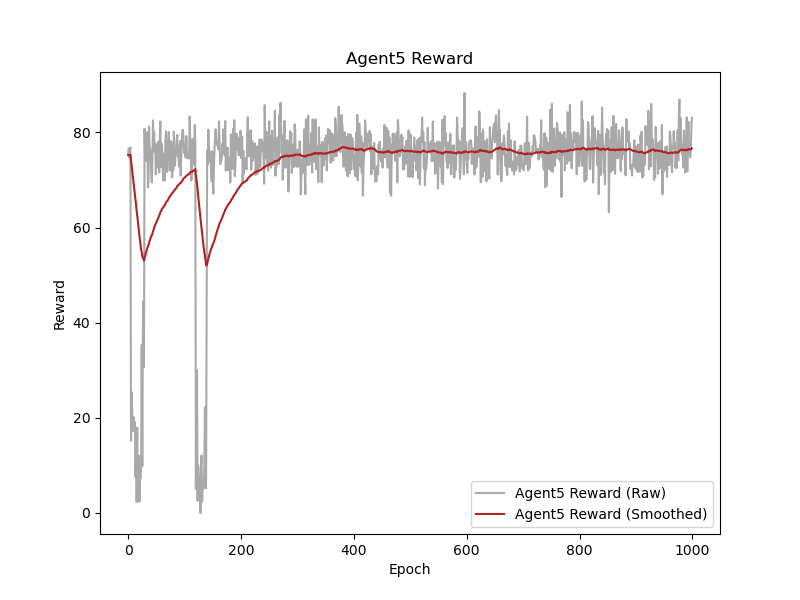 Agent5 Reward
Reward
80
60
40
20
0
0 200 400 600 800 1000
Epoch
Agent5 Reward (Raw)
Agent5 Reward (Smoothed)